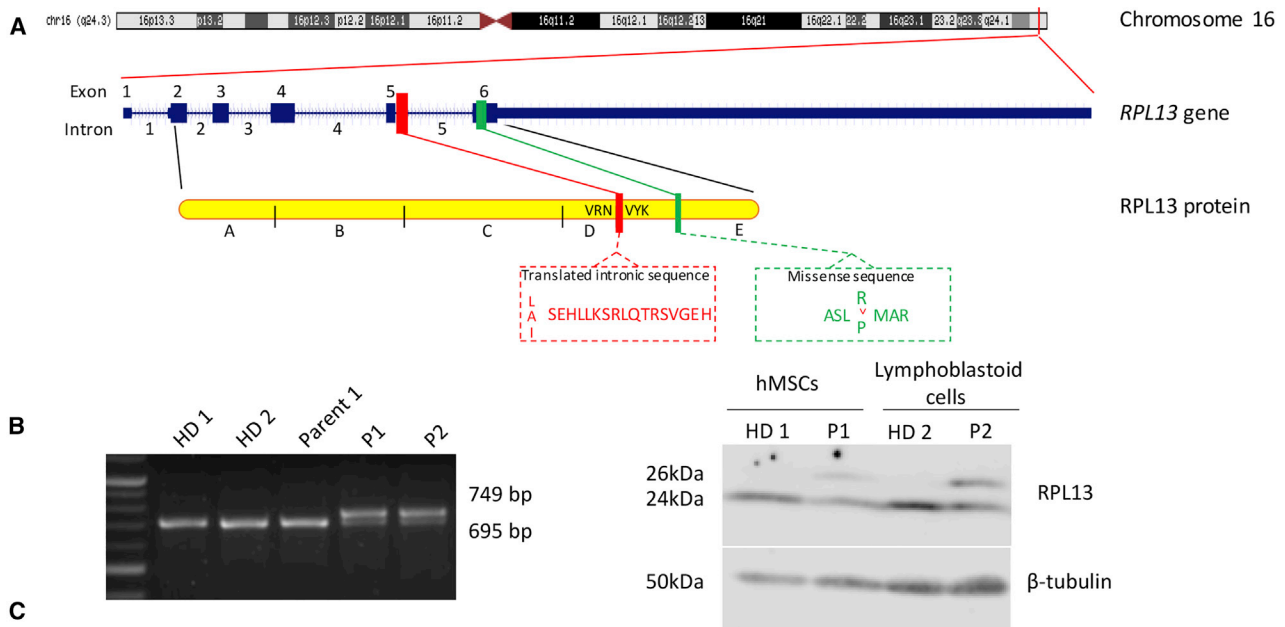 A
chr16 (q24.3) 16p13.3 p13.2 16p12.3 p12.2 16p12.1 16p11.2 16q11.2 16q12.1 16q12.2 13 16q21 16q22.1 22.2 16q23.1 23.2 q23.3 q24.1
Chromosome 16
Exon 1 2 3 4 5 6
RPL13 gene
Intron 1 2 3 4 5
VRN VYK
RPL13 protein
A B C D E
Translated intronic sequence
L
A
I
SEHLLKSRLQTRSVGEH
Missense sequence
R
ASL v MAR
P
B
HD 1 HD 2 Parent 1 P1 P2
749 bp
695 bp
hMSCs
Lymphoblastoid
cells
HD 1 P1 HD 2 P2
26kDa
24kDa
RPL13
50kDa
β-tubulin
C